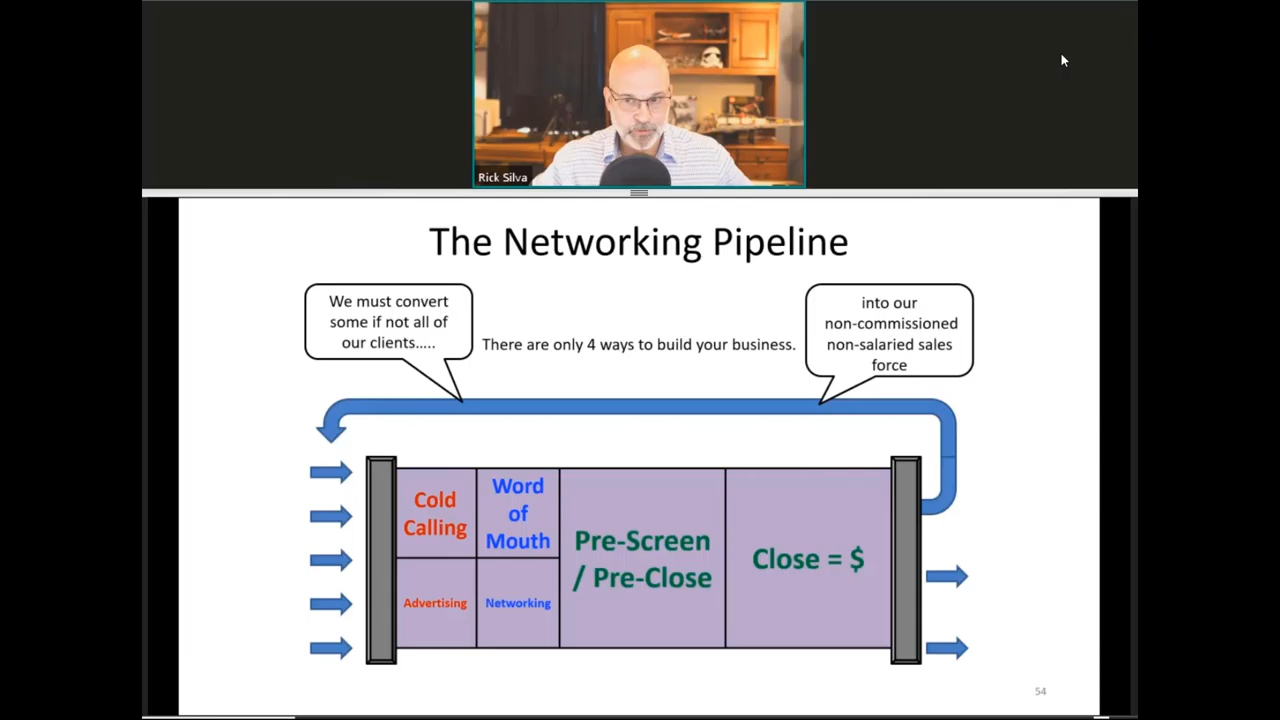 Rick Silva
The Networking Pipeline
We must convert
some if not all of
our clients.....
There are only 4 ways to build your business.
into our
non-commissioned
non-salaried sales
force
Cold
Calling
Word
of
Mouth
Advertising
Networking
Pre-Screen
/ Pre-Close
Close = $
54